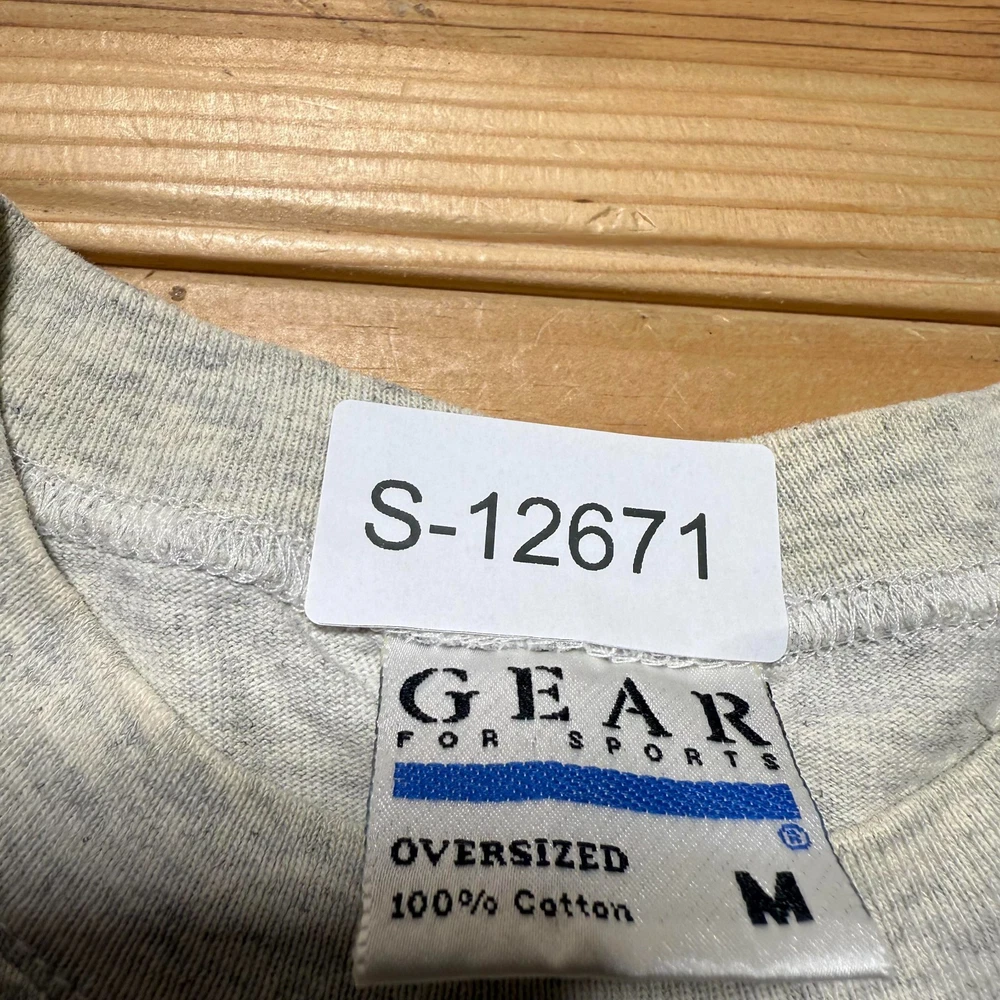 S-12671
GEAR
FOR SPORTS
®
OVERSIZED
100% Cotton
M